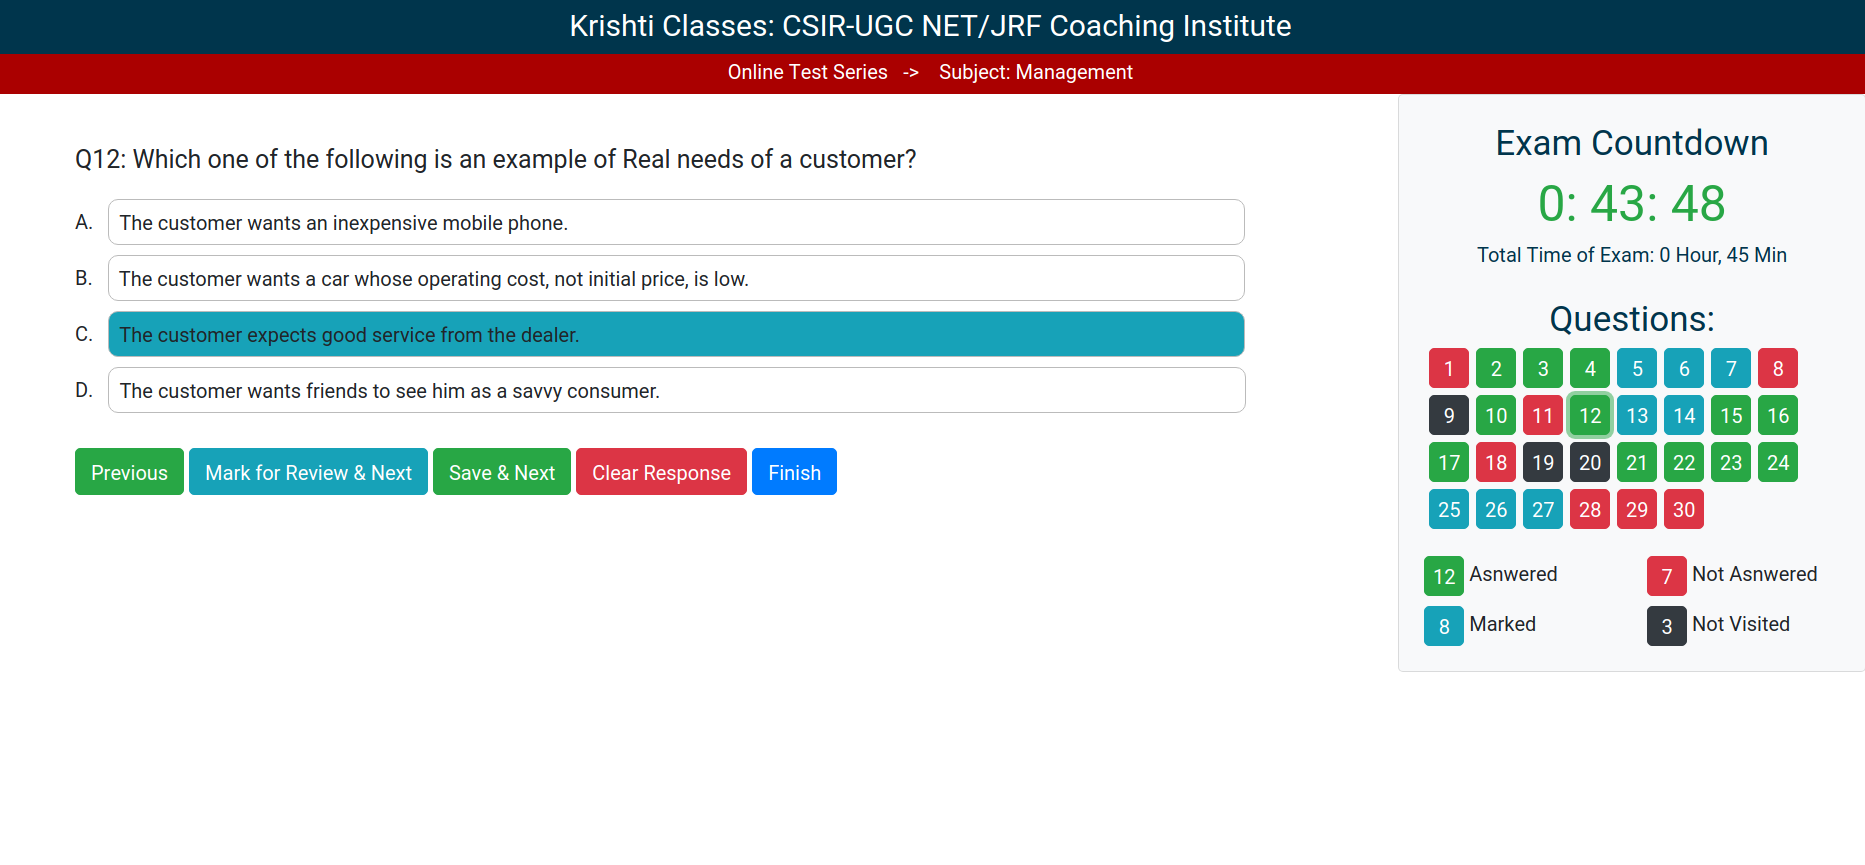 Krishti Classes: CSIR-UGC NET/JRF Coaching Institute
Online Test Series -> Subject: Management
Q12: Which one of the following is an example of Real needs of a customer?
A. The customer wants an inexpensive mobile phone.
B. The customer wants a car whose operating cost, not initial price, is low.
C. The customer expects good service from the dealer.
D. The customer wants friends to see him as a savvy consumer.
Previous Mark for Review & Next Save & Next Clear Response Finish
Exam Countdown
0: 43: 48
Total Time of Exam: 0 Hour, 45 Min
Questions:
1 2 3 4 5 6 7 8
9 10 11 12 13 14 15 16
17 18 19 20 21 22 23 24
25 26 27 28 29 30
12 Asnwered 7 Not Asnwered
8 Marked 3 Not Visited